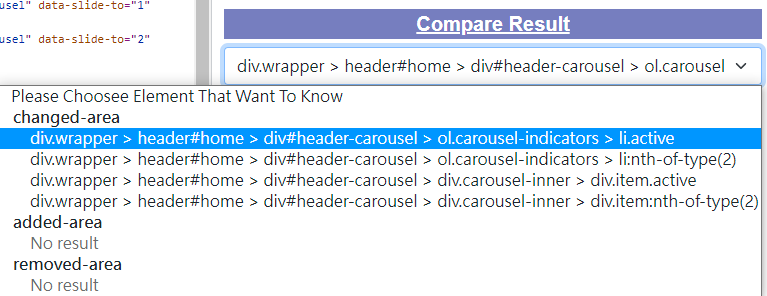 ousel" data-slide-to="1"
usel" data-slide-to="2"
Compare Result
div.wrapper > header#home > div#header-carousel > ol.carousel
Please Choosee Element That Want To Know
changed-area
div.wrapper > header#home > div#header-carousel > ol.carousel-indicators > li.active
div.wrapper > header#home > div#header-carousel > ol.carousel-indicators > li:nth-of-type(2)
div.wrapper > header#home > div#header-carousel > div.carousel-inner > div.item.active
div.wrapper > header#home > div#header-carousel > div.carousel-inner > div.item:nth-of-type(2)
added-area
No result
removed-area
No result